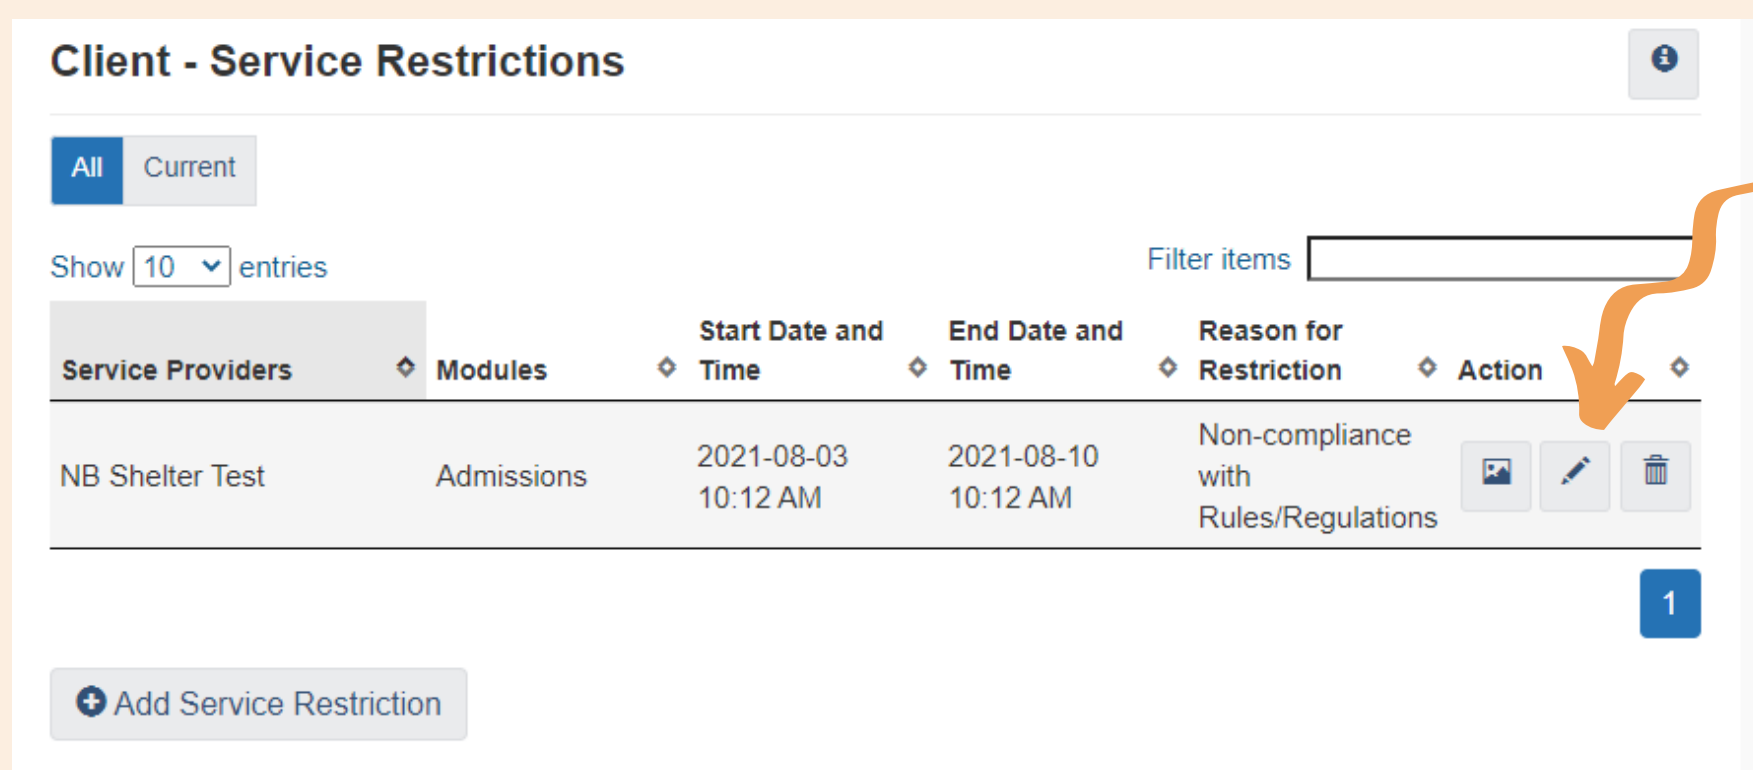 Client - Service Restrictions
All Current
Show 10 entries
Filter items
Service Providers Modules Start Date and Time End Date and Time Reason for Restriction Action
NB Shelter Test Admissions 2021-08-03 10:12 AM 2021-08-10 10:12 AM Non-compliance with Rules/Regulations
1
Add Service Restriction